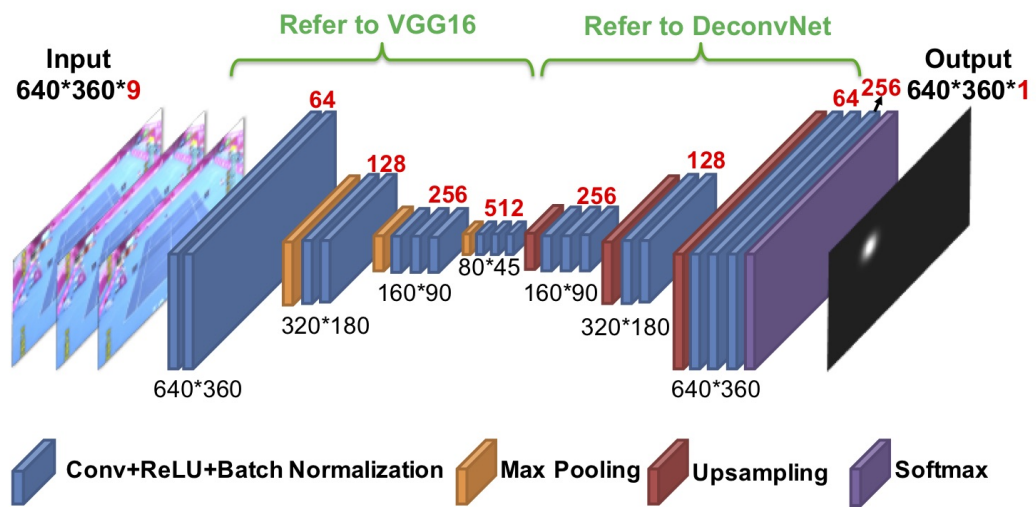 Refer to VGG16
Refer to DeconvNet
Input
640*360*9
Output
640*360*1
64
128
256
512
256
128
64
256
640*360
320*180
160*90
80*45
160*90
320*180
640*360
Conv+ReLU+Batch Normalization
Max Pooling
Upsampling
Softmax